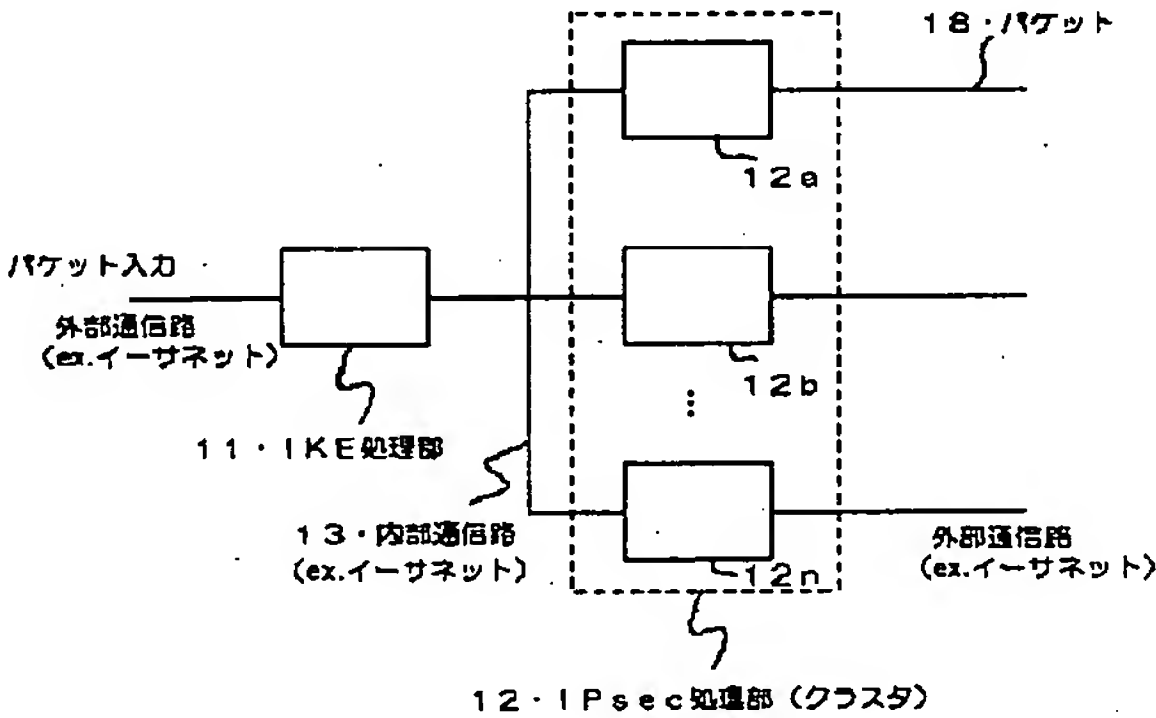 18・パケット
12a
パケット入力
外部通信路
(ex.イーサネット)
12b
⋮
11・IKE処理部
13・内部通信路
(ex.イーサネット)
12n
外部通信路
(ex.イーサネット)
12・IPsec処理部(クラスタ)